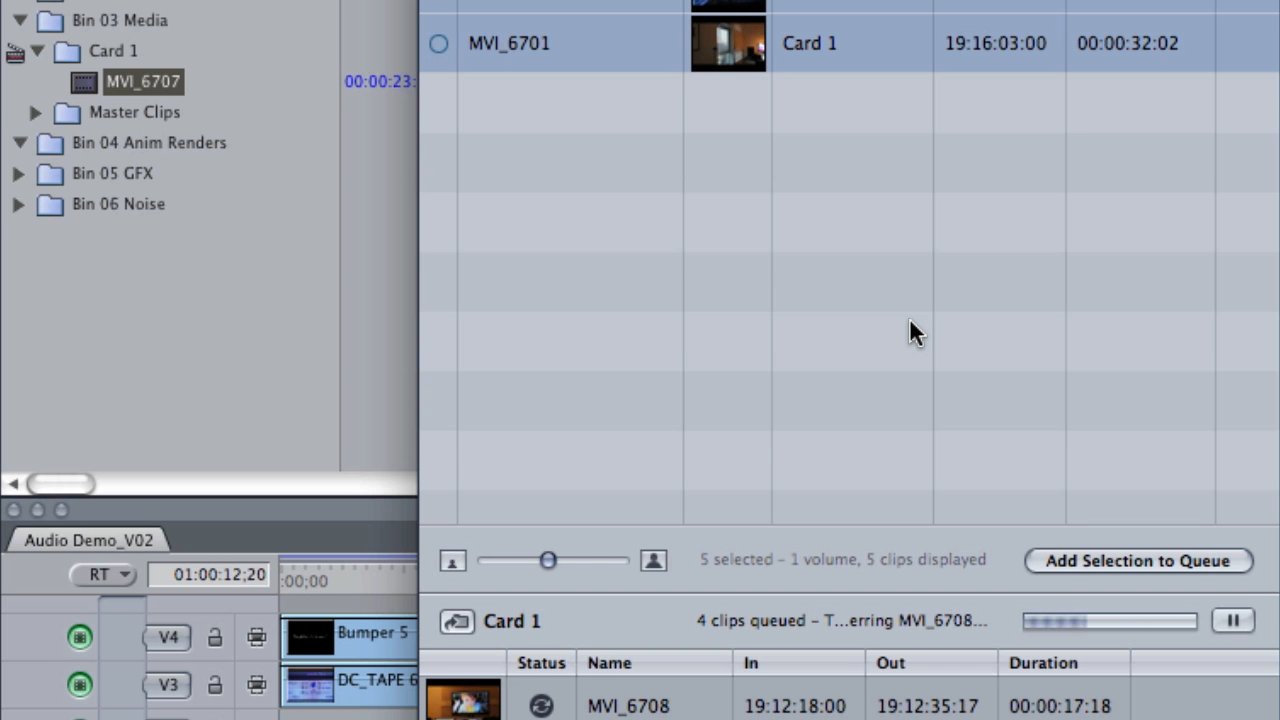 Bin 03 Media
Card 1
MVI_6707
00:00:23:
Master Clips
Bin 04 Anim Renders
Bin 05 GFX
Bin 06 Noise
MVI_6701 Card 1 19:16:03:00 00:00:32:02
5 selected – 1 volume, 5 clips displayed
Add Selection to Queue
Card 1
4 clips queued – T...erring MVI_6708...
Status Name In Out Duration
MVI_6708 19:12:18:00 19:12:35:17 00:00:17:18
Audio Demo_V02
RT 01:00:12;20 :00;00
V4 Bumper 5
V3 DC_TAPE 6